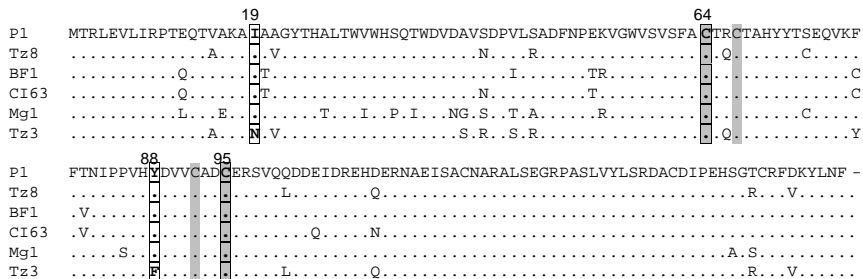 19 64
P1 MTRLEVLIRPTEQTVAKAIAAGYTHALTWVWHSQTWDVDAVSDPVLSADFNPEKVGWVSVSFACTRCTAHYYTSEQVKF
Tz8 ..............A.....V....................N....R..................Q.......C.....
BF1 ...........Q.......T........................I.......TR........................C
CI63 ...........Q.......T.....................N..........T.........................C
Mg1 ...........L...E.........T...I..P.I...NG.S..T.A......R...................C.....
Tz3 ..............A...N.V..................S.R..S.R..................Q............Y
88 95
P1 FTNIPPVHYDVVCADCERSVQQDDEIDREHDERNAEISACNARALSEGRPASLVYLSRDACDIPEHSGTCRFDKYLNF -
Tz8 .....................L........Q.....................................R...V......
BF1 .V.............................................................................
CI63 .V......................Q.....N................................................
Mg1 .....S............................................................A.S..........
Tz3 ........F............L........Q.....................................R...V......